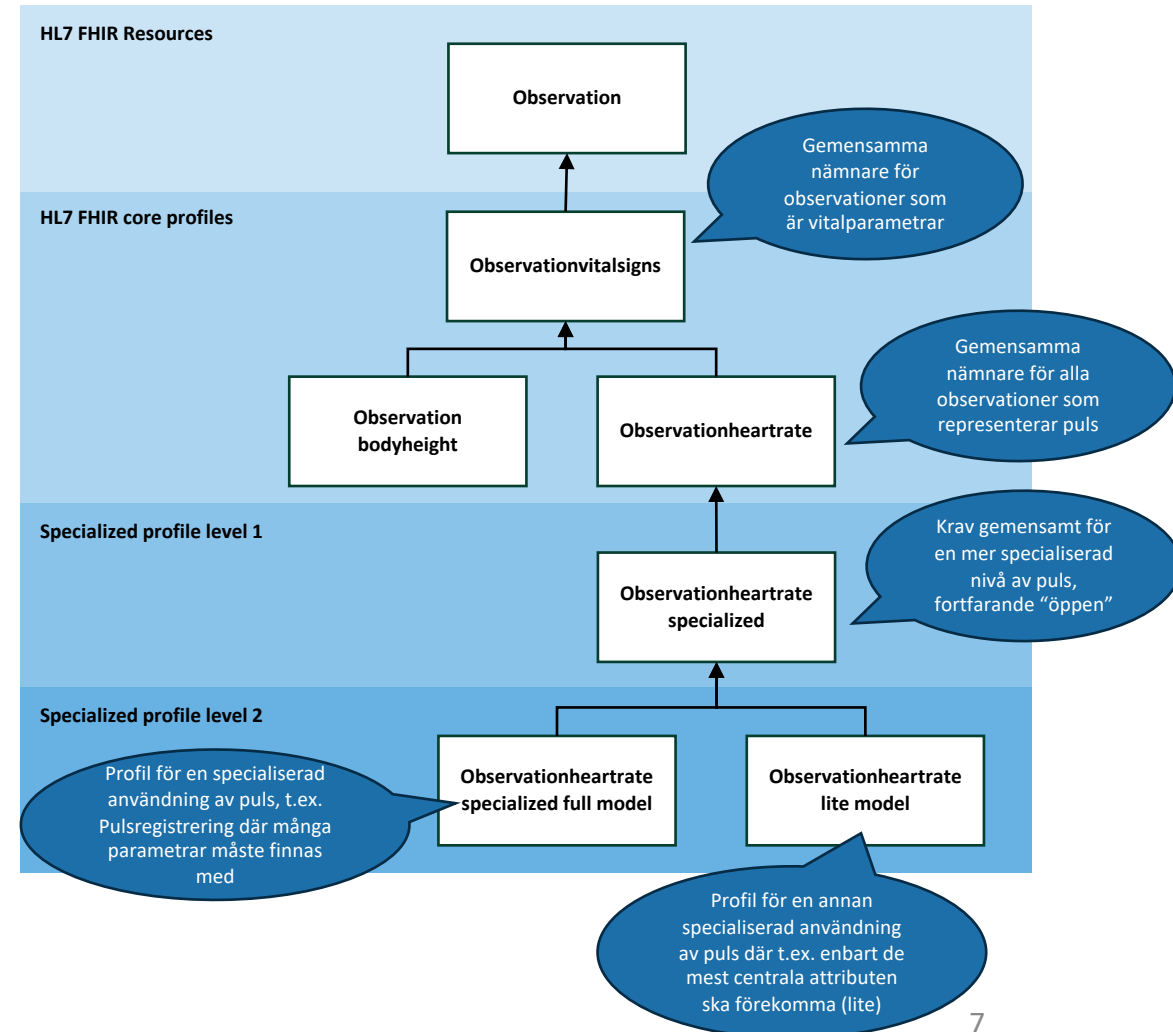 HL7 FHIR Resources
Observation
Gemensamma
nämnare för
observationer som
är vitalparametrar
HL7 FHIR core profiles
Observationvitalsigns
Gemensamma
nämnare för alla
observationer som
representerar puls
Observation
bodyheight
Observationheartrate
Specialized profile level 1
Krav gemensamt för
en mer specialiserad
nivå av puls,
fortfarande “öppen”
Observationheartrate
specialized
Specialized profile level 2
Profil för en specialiserad
användning av puls, t.ex.
Pulsregistrering där många
parametrar måste finnas
med
Observationheartrate
specialized full model
Observationheartrate
lite model
Profil för en annan
specialiserad användning
av puls där t.ex. enbart de
mest centrala attributen
ska förekomma (lite)
7